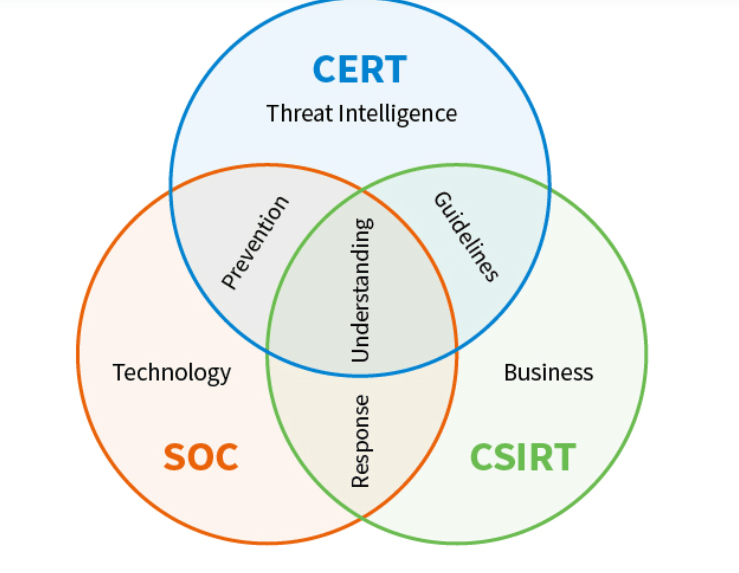 CERT
Threat Intelligence
Prevention
Understanding
Guidelines
Technology
Business
Response
SOC
CSIRT